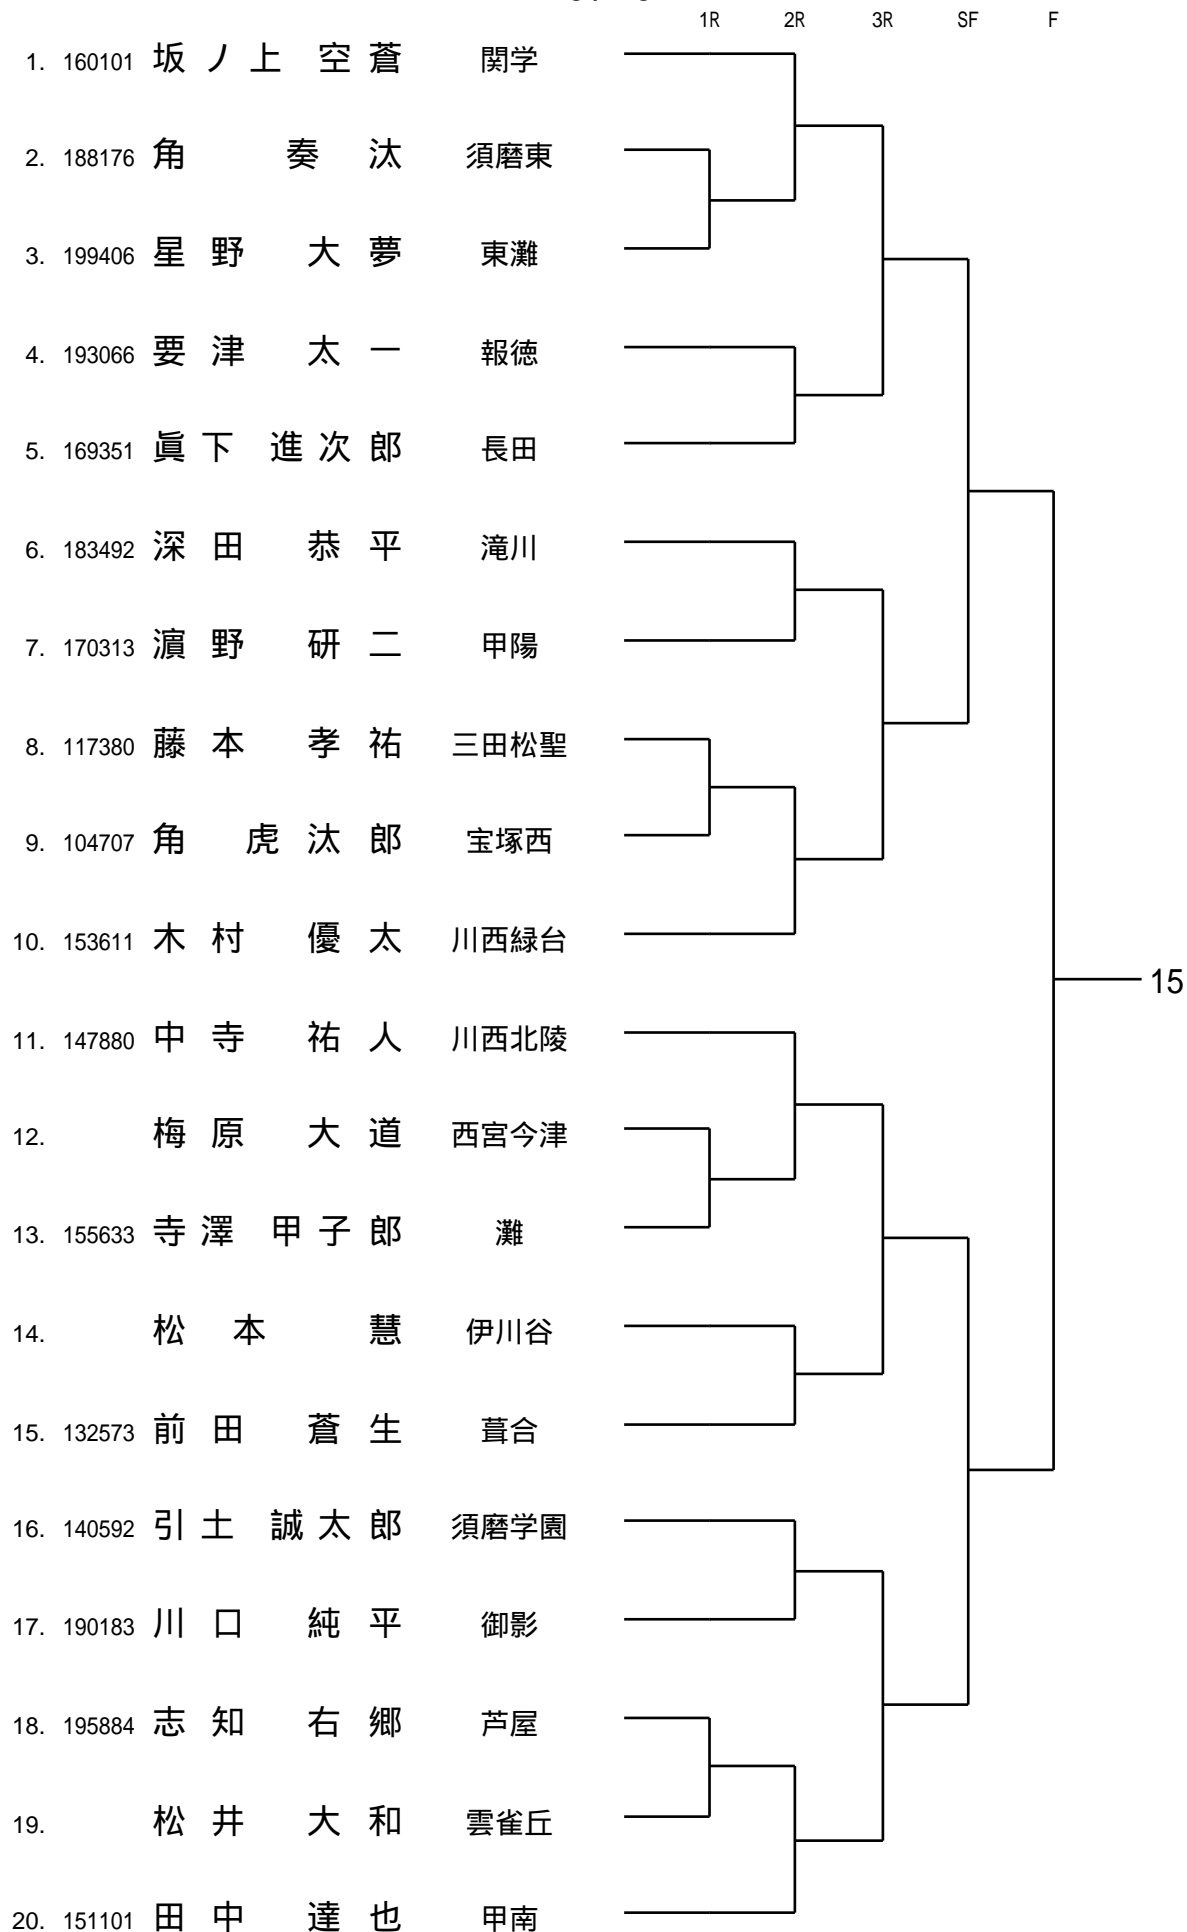 1R 2R 3R SF F
1. 160101 坂ノ上 空蒼 関学
2. 188176 角 奏汰 須磨東
3. 199406 星野 大夢 東灘
4. 193066 要津 太一 報徳
5. 169351 眞下 進次郎 長田
6. 183492 深田 恭平 滝川
7. 170313 濵野 研二 甲陽
8. 117380 藤本 孝祐 三田松聖
9. 104707 角 虎汰郎 宝塚西
10. 153611 木村 優太 川西緑台
15
11. 147880 中寺 祐人 川西北陵
12. 梅原 大道 西宮今津
13. 155633 寺澤 甲子郎 灘
14. 松本 慧 伊川谷
15. 132573 前田 蒼生 葺合
16. 140592 引土 誠太郎 須磨学園
17. 190183 川口 純平 御影
18. 195884 志知 右郷 芦屋
19. 松井 大和 雲雀丘
20. 151101 田中 達也 甲南